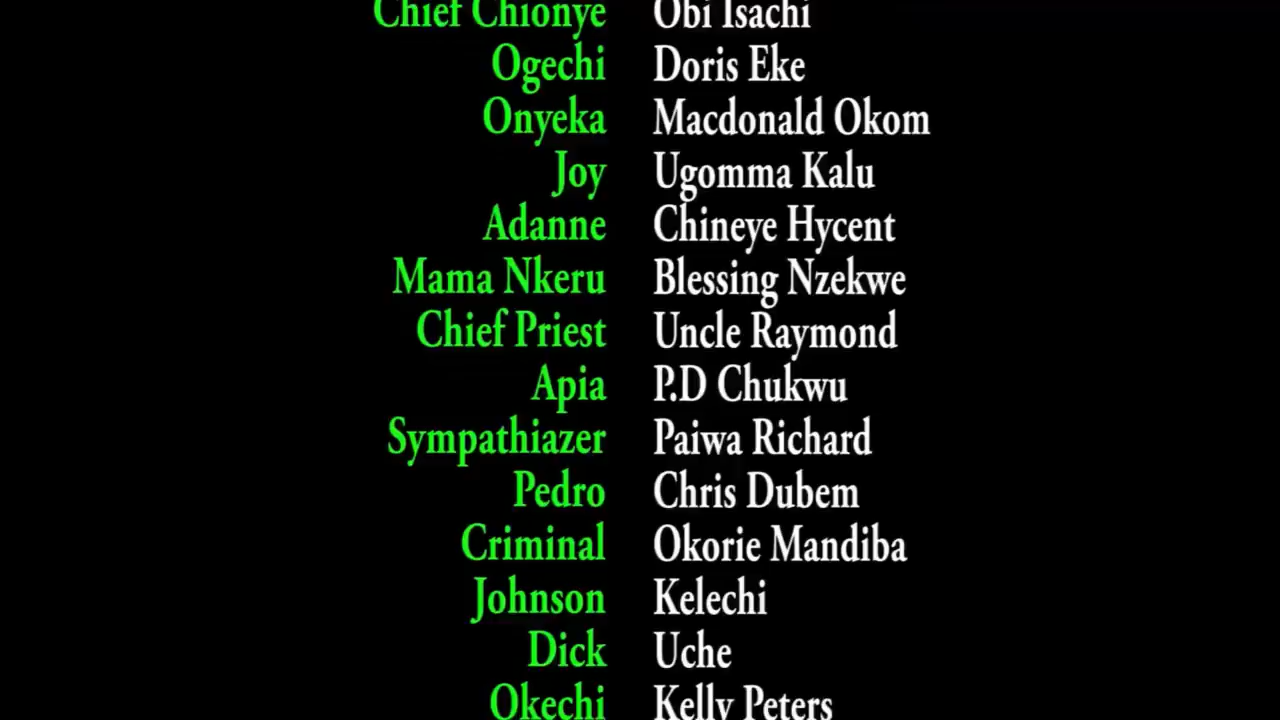 Chief Chionye Obi Isachi
Ogechi Doris Eke
Onyeka Macdonald Okom
Joy Ugomma Kalu
Adanne Chineye Hycent
Mama Nkeru Blessing Nzekwe
Chief Priest Uncle Raymond
Apia P.D Chukwu
Sympathiazer Paiwa Richard
Pedro Chris Dubem
Criminal Okorie Mandiba
Johnson Kelechi
Dick Uche
Okechi Kelly Peters